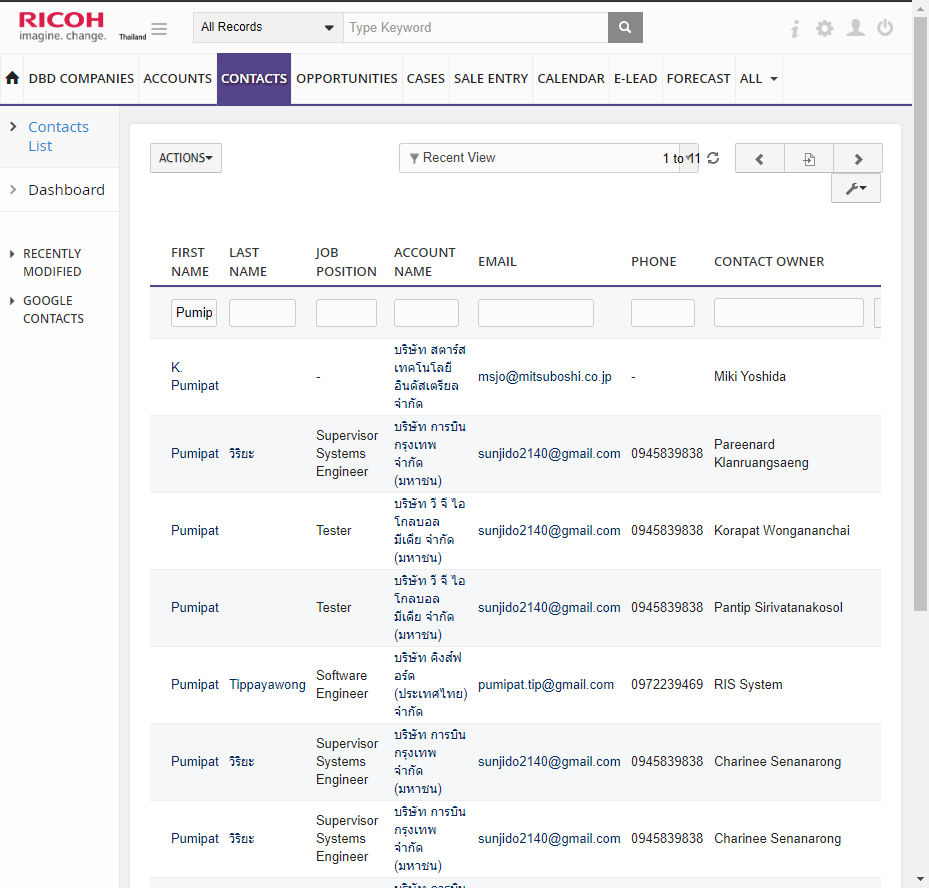 RICOH
imagine. change.
Thailand
All Records
Type Keyword
DBD COMPANIES ACCOUNTS CONTACTS OPPORTUNITIES CASES SALE ENTRY CALENDAR E-LEAD FORECAST ALL
Contacts
List
Dashboard
RECENTLY
MODIFIED
GOOGLE
CONTACTS
ACTIONS
Recent View
1 to 11
FIRST
NAME
LAST
NAME
JOB
POSITION
ACCOUNT
NAME
EMAIL
PHONE
CONTACT OWNER
Pumip
K.
Pumipat
-
บริษัท สตาร์ส
เทคโนโลยี
อินดัสเตรียล
จำกัด
msjo@mitsuboshi.co.jp
-
Miki Yoshida
Pumipat
วิริยะ
Supervisor
Systems
Engineer
บริษัท การบิน
กรุงเทพ
จำกัด
(มหาชน)
sunjido2140@gmail.com
0945839838
Pareenard
Klanruangsaeng
Pumipat
Tester
บริษัท วี จี ไอ
โกลบอล
มีเดีย จำกัด
(มหาชน)
sunjido2140@gmail.com
0945839838
Korapat Wongananchai
Pumipat
Tester
บริษัท วี จี ไอ
โกลบอล
มีเดีย จำกัด
(มหาชน)
sunjido2140@gmail.com
0945839838
Pantip Sirivatanakosol
Pumipat
Tippayawong
Software
Engineer
บริษัท คิงส์ฟ
อร์ด
(ประเทศไทย)
จำกัด
pumipat.tip@gmail.com
0972239469
RIS System
Pumipat
วิริยะ
Supervisor
Systems
Engineer
บริษัท การบิน
กรุงเทพ
จำกัด
(มหาชน)
sunjido2140@gmail.com
0945839838
Charinee Senanarong
Pumipat
วิริยะ
Supervisor
Systems
Engineer
บริษัท การบิน
กรุงเทพ
จำกัด
(มหาชน)
sunjido2140@gmail.com
0945839838
Charinee Senanarong